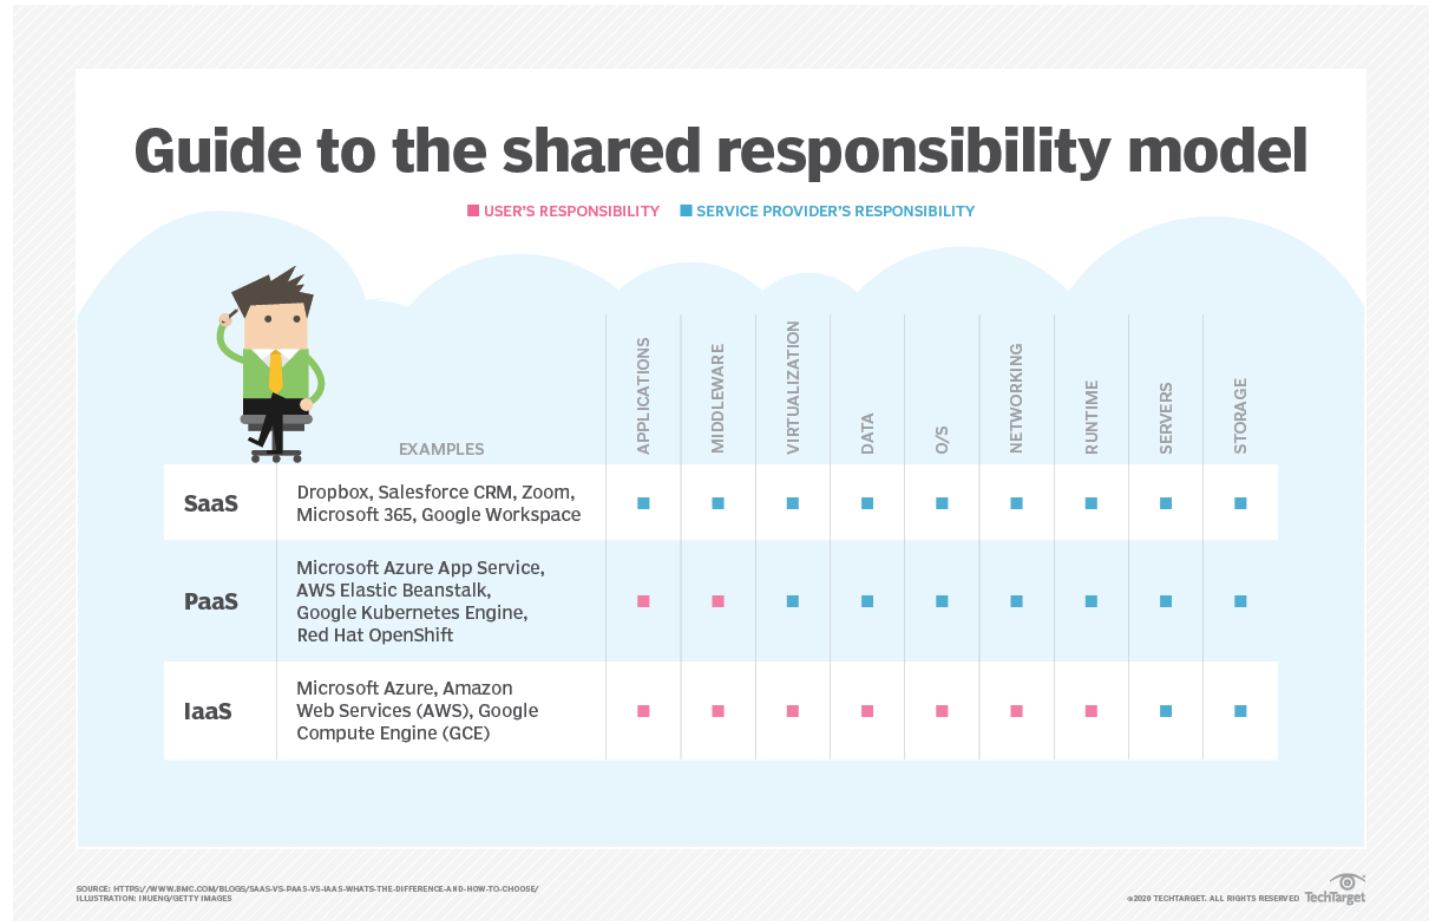 Guide to the shared responsibility model
USER'S RESPONSIBILITY
SERVICE PROVIDER'S RESPONSIBILITY
EXAMPLES
APPLICATIONS
MIDDLEWARE
VIRTUALIZATION
DATA
O/S
NETWORKING
RUNTIME
SERVERS
STORAGE
SaaS
Dropbox, Salesforce CRM, Zoom,
Microsoft 365, Google Workspace
PaaS
Microsoft Azure App Service,
AWS Elastic Beanstalk,
Google Kubernetes Engine,
Red Hat OpenShift
IaaS
Microsoft Azure, Amazon
Web Services (AWS), Google
Compute Engine (GCE)
SOURCE: HTTPS://WWW.BMC.COM/BLOGS/SAAS-VS-PAAS-VS-IAAS-WHATS-THE-DIFFERENCE-AND-HOW-TO-CHOOSE/
ILLUSTRATION: INUENG/GETTY IMAGES
©2020 TECHTARGET. ALL RIGHTS RESERVED
TechTarget